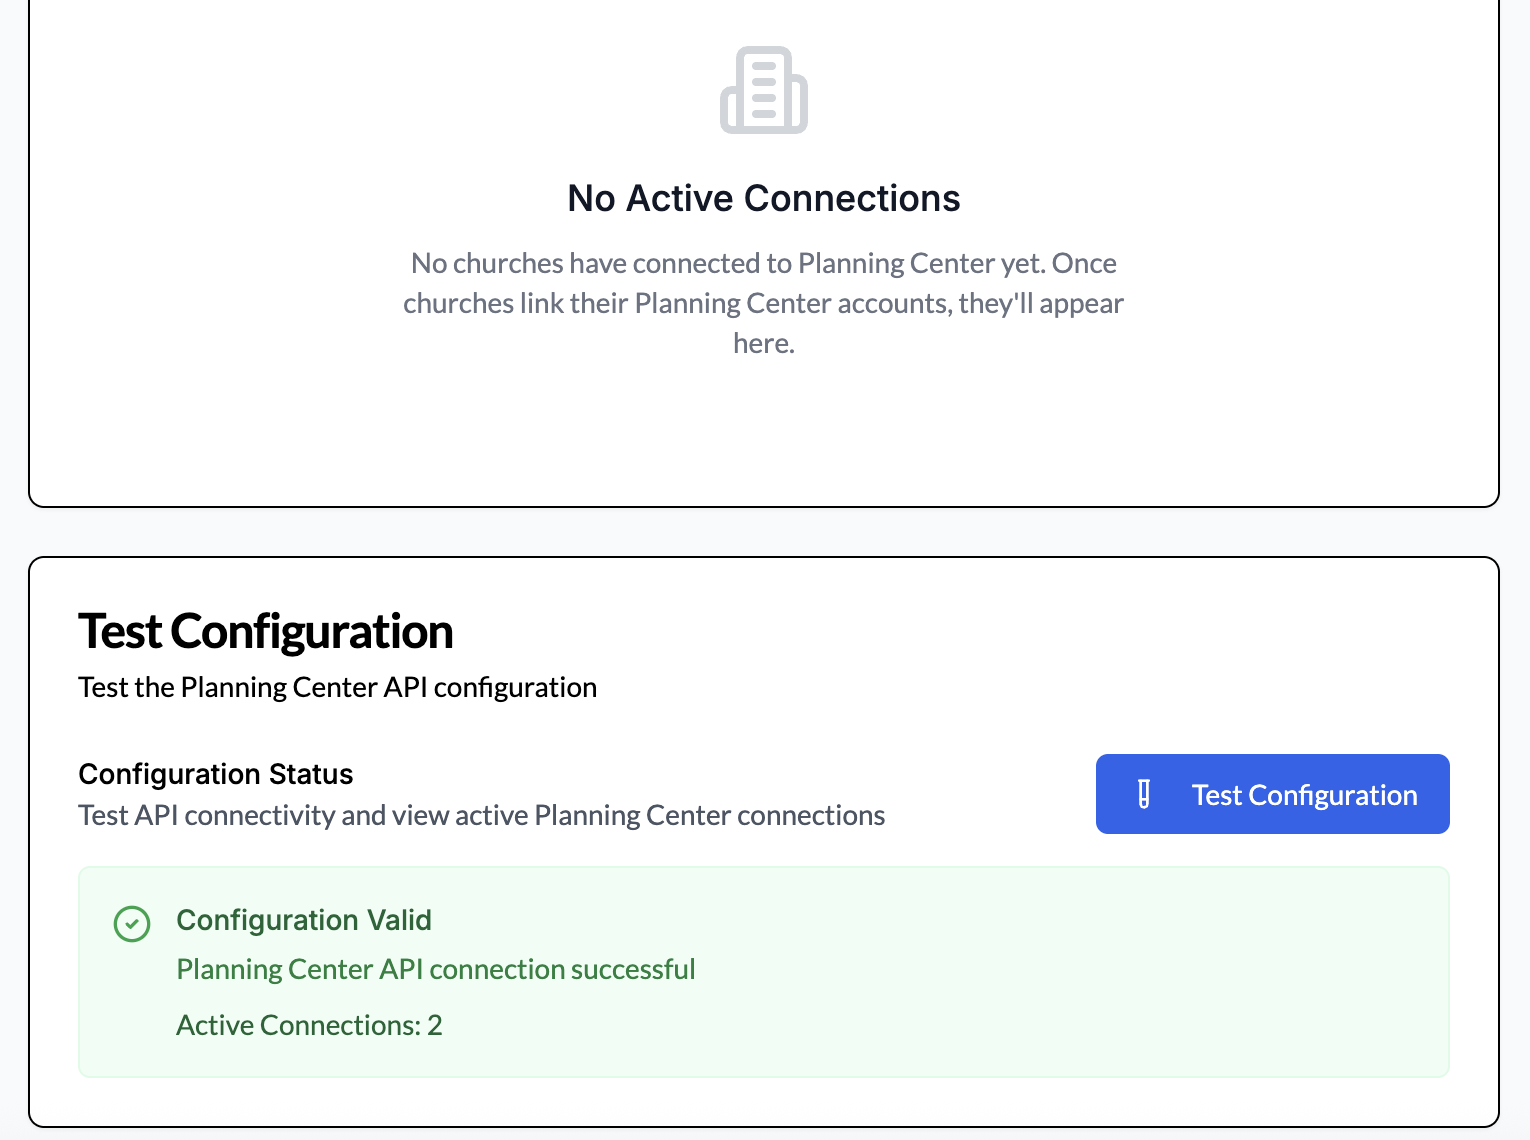 No Active Connections
No churches have connected to Planning Center yet. Once
churches link their Planning Center accounts, they'll appear
here.
Test Configuration
Test the Planning Center API configuration
Configuration Status
Test API connectivity and view active Planning Center connections
Test Configuration
Configuration Valid
Planning Center API connection successful
Active Connections: 2